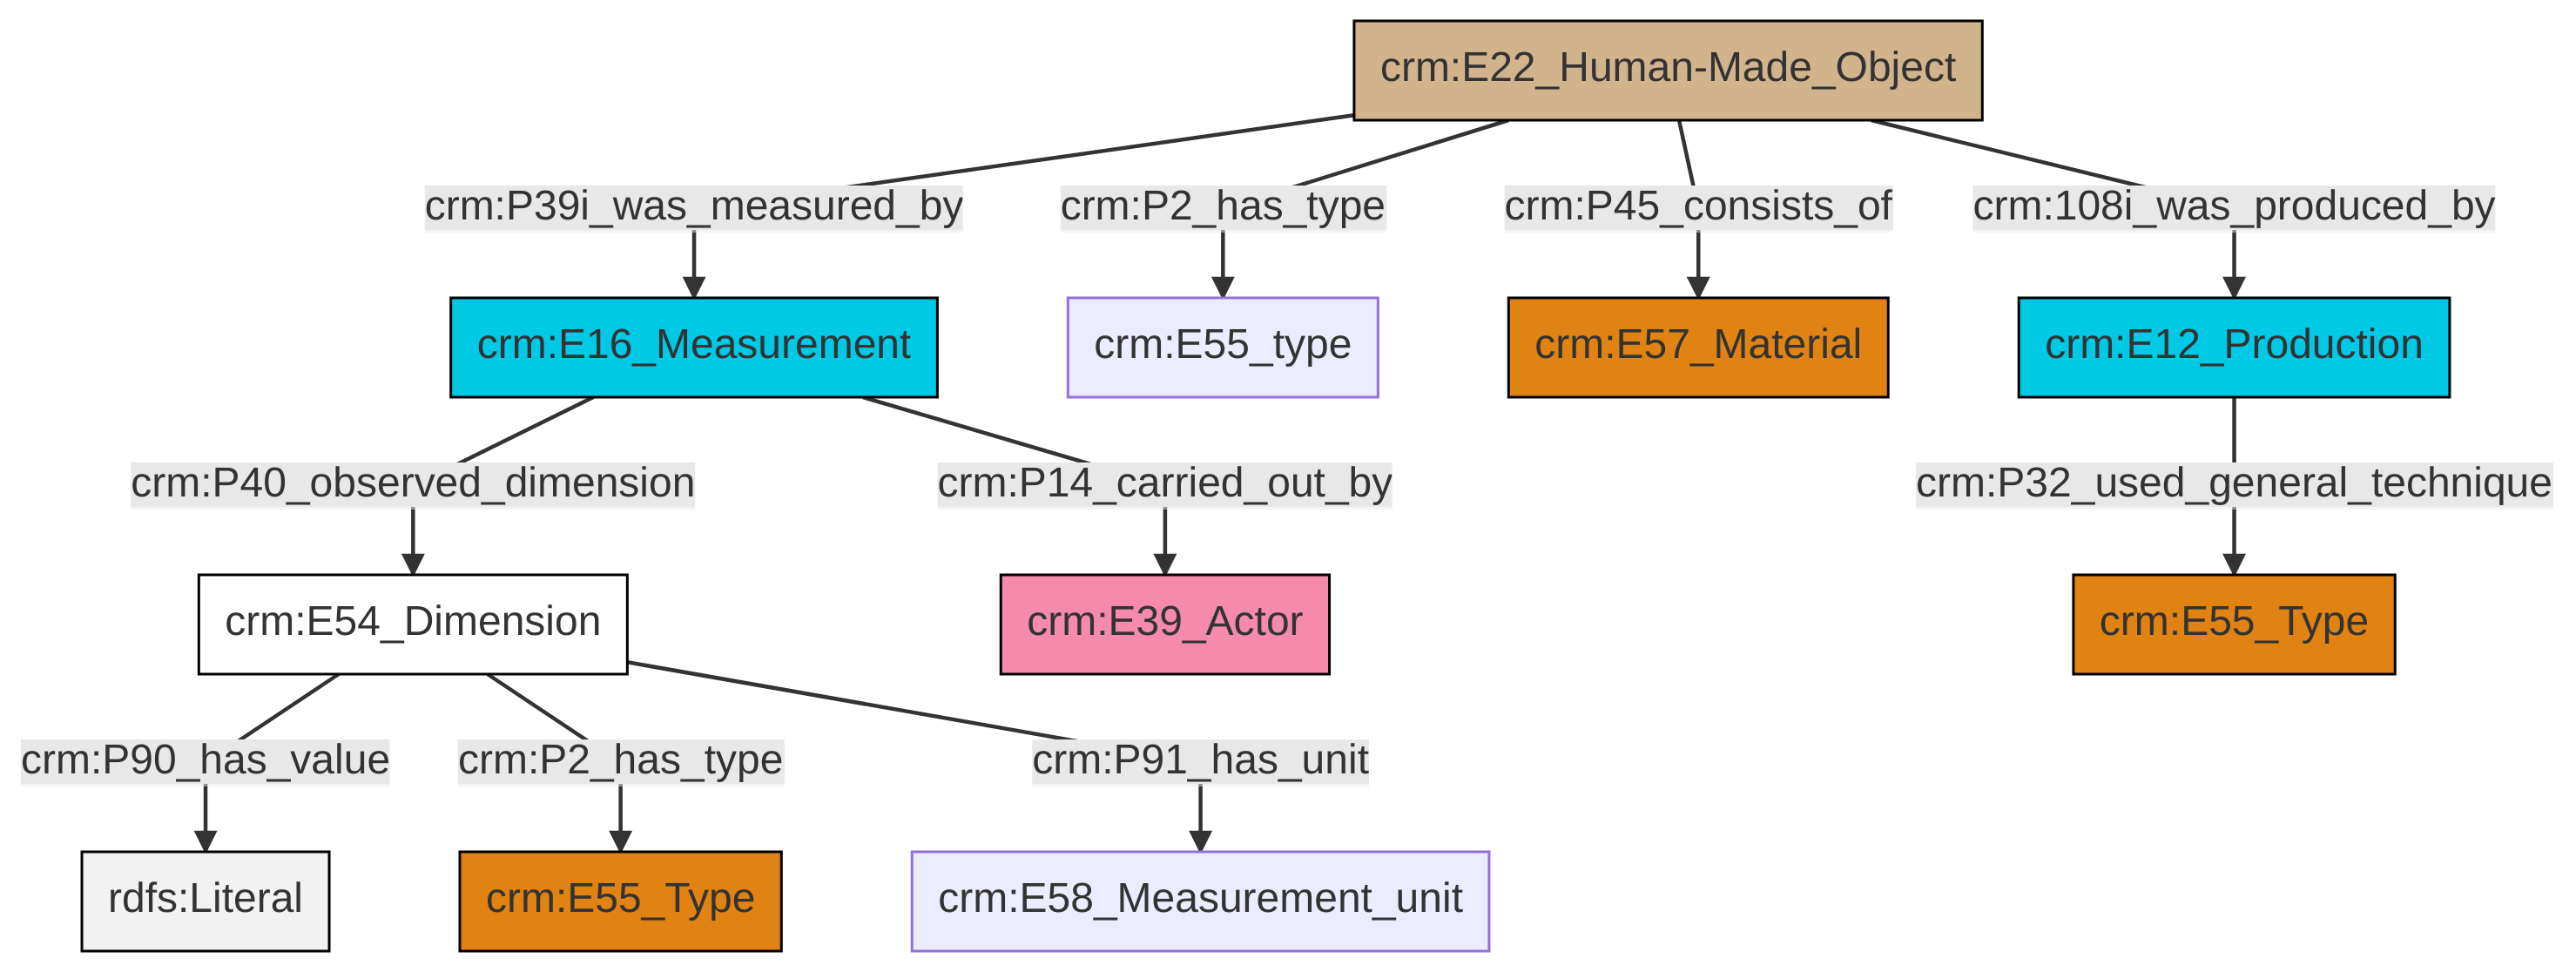 crm:E22_Human-Made_Object
crm:P39i_was_measured_by
crm:P2_has_type
crm:P45_consists_of
crm:108i_was_produced_by
crm:E16_Measurement
crm:E55_type
crm:E57_Material
crm:E12_Production
crm:P40_observed_dimension
crm:P14_carried_out_by
crm:P32_used_general_technique
crm:E54_Dimension
crm:E39_Actor
crm:E55_Type
crm:P90_has_value
crm:P2_has_type
crm:P91_has_unit
rdfs:Literal
crm:E55_Type
crm:E58_Measurement_unit